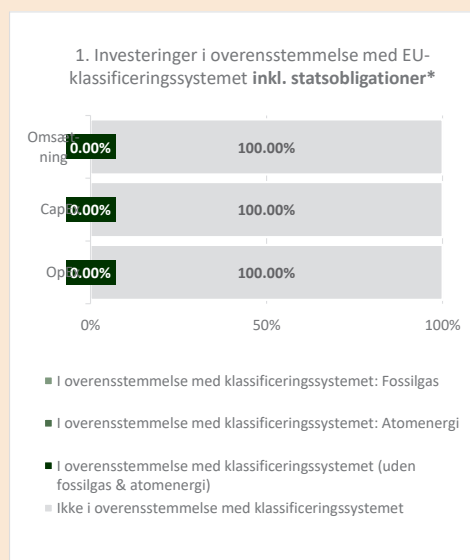 1. Investeringer i overensstemmelse med EU-
klassificeringssystemet inkl. statsobligationer*
Omsæt-
ning
0.00%
100.00%
CapEx
0.00%
100.00%
OpEx
0.00%
100.00%
0%
50%
100%
I overensstemmelse med klassificeringssystemet: Fossilgas
I overensstemmelse med klassificeringssystemet: Atomenergi
I overensstemmelse med klassificeringssystemet (uden
fossilgas & atomenergi)
Ikke i overensstemmelse med klassificeringssystemet